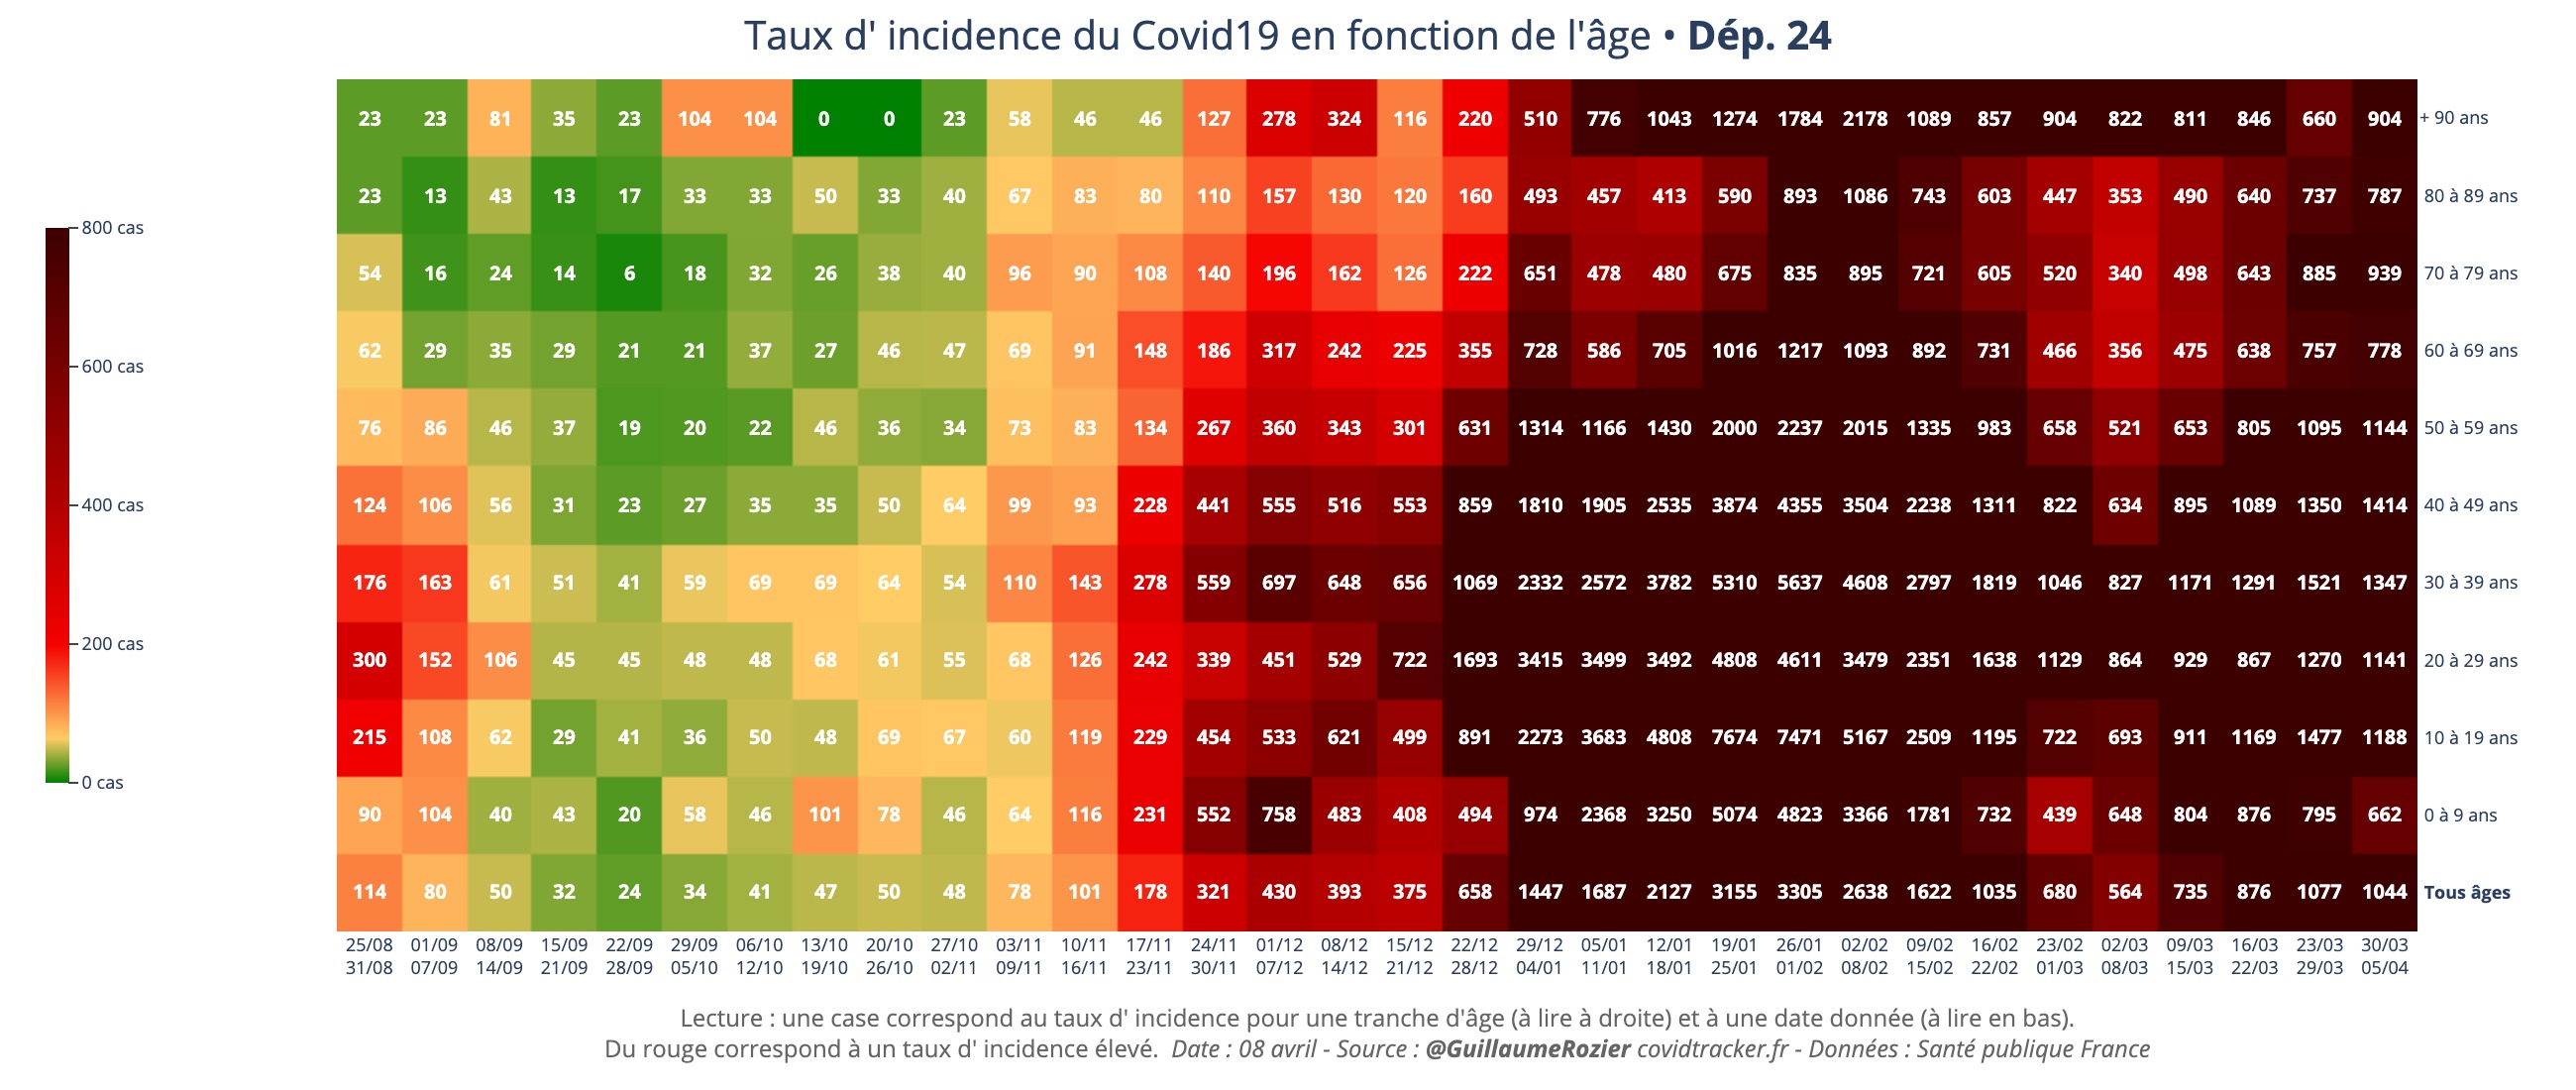 Taux d' incidence du Covid19 en fonction de l'âge • Dép. 24
800 cas
600 cas
400 cas
200 cas
0 cas
23 23 81 35 23 104 104 0 0 23 58 46 46 127 278 324 116 220 510 776 1043 1274 1784 2178 1089 857 904 822 811 846 660 904 + 90 ans
23 13 43 13 17 33 33 50 33 40 67 83 80 110 157 130 120 160 493 457 413 590 893 1086 743 603 447 353 490 640 737 787 80 à 89 ans
54 16 24 14 6 18 32 26 38 40 96 90 108 140 196 162 126 222 651 478 480 675 835 895 721 605 520 340 498 643 885 939 70 à 79 ans
62 29 35 29 21 21 37 27 46 47 69 91 148 186 317 242 225 355 728 586 705 1016 1217 1093 892 731 466 356 475 638 757 778 60 à 69 ans
76 86 46 37 19 20 22 46 36 34 73 83 134 267 360 343 301 631 1314 1166 1430 2000 2237 2015 1335 983 658 521 653 805 1095 1144 50 à 59 ans
124 106 56 31 23 27 35 35 50 64 99 93 228 441 555 516 553 859 1810 1905 2535 3874 4355 3504 2238 1311 822 634 895 1089 1350 1414 40 à 49 ans
176 163 61 51 41 59 69 69 64 54 110 143 278 559 697 648 656 1069 2332 2572 3782 5310 5637 4608 2797 1819 1046 827 1171 1291 1521 1347 30 à 39 ans
300 152 106 45 45 48 48 68 61 55 68 126 242 339 451 529 722 1693 3415 3499 3492 4808 4611 3479 2351 1638 1129 864 929 867 1270 1141 20 à 29 ans
215 108 62 29 41 36 50 48 69 67 60 119 229 454 533 621 499 891 2273 3683 4808 7674 7471 5167 2509 1195 722 693 911 1169 1477 1188 10 à 19 ans
90 104 40 43 20 58 46 101 78 46 64 116 231 552 758 483 408 494 974 2368 3250 5074 4823 3366 1781 732 439 648 804 876 795 662 0 à 9 ans
114 80 50 32 24 34 41 47 50 48 78 101 178 321 430 393 375 658 1447 1687 2127 3155 3305 2638 1622 1035 680 564 735 876 1077 1044 Tous âges
25/08 01/09 08/09 15/09 22/09 29/09 06/10 13/10 20/10 27/10 03/11 10/11 17/11 24/11 01/12 08/12 15/12 22/12 29/12 05/01 12/01 19/01 26/01 02/02 09/02 16/02 23/02 02/03 09/03 16/03 23/03 30/03
31/08 07/09 14/09 21/09 28/09 05/10 12/10 19/10 26/10 02/11 09/11 16/11 23/11 30/11 07/12 14/12 21/12 28/12 04/01 11/01 18/01 25/01 01/02 08/02 15/02 22/02 01/03 08/03 15/03 22/03 29/03 05/04
Lecture : une case correspond au taux d' incidence pour une tranche d'âge (à lire à droite) et à une date donnée (à lire en bas).
Du rouge correspond à un taux d' incidence élevé. Date : 08 avril - Source : @GuillaumeRozier covidtracker.fr - Données : Santé publique France